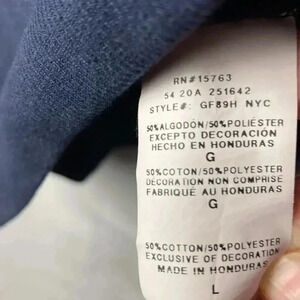 RN#15763
54 20A 251642
STYLE#: GF89H NYC
50%ALGODÓN/50%POLIÉSTER
EXCEPTO DECORACIÓN
HECHO EN HONDURAS
G
50%COTON/50%POLYESTER
DECORATION NON COMPRISE
FABRIQUÉ AU HONDURAS
G
50%COTTON/50%POLYESTER
EXCLUSIVE OF DECORATION
MADE IN HONDURAS
L